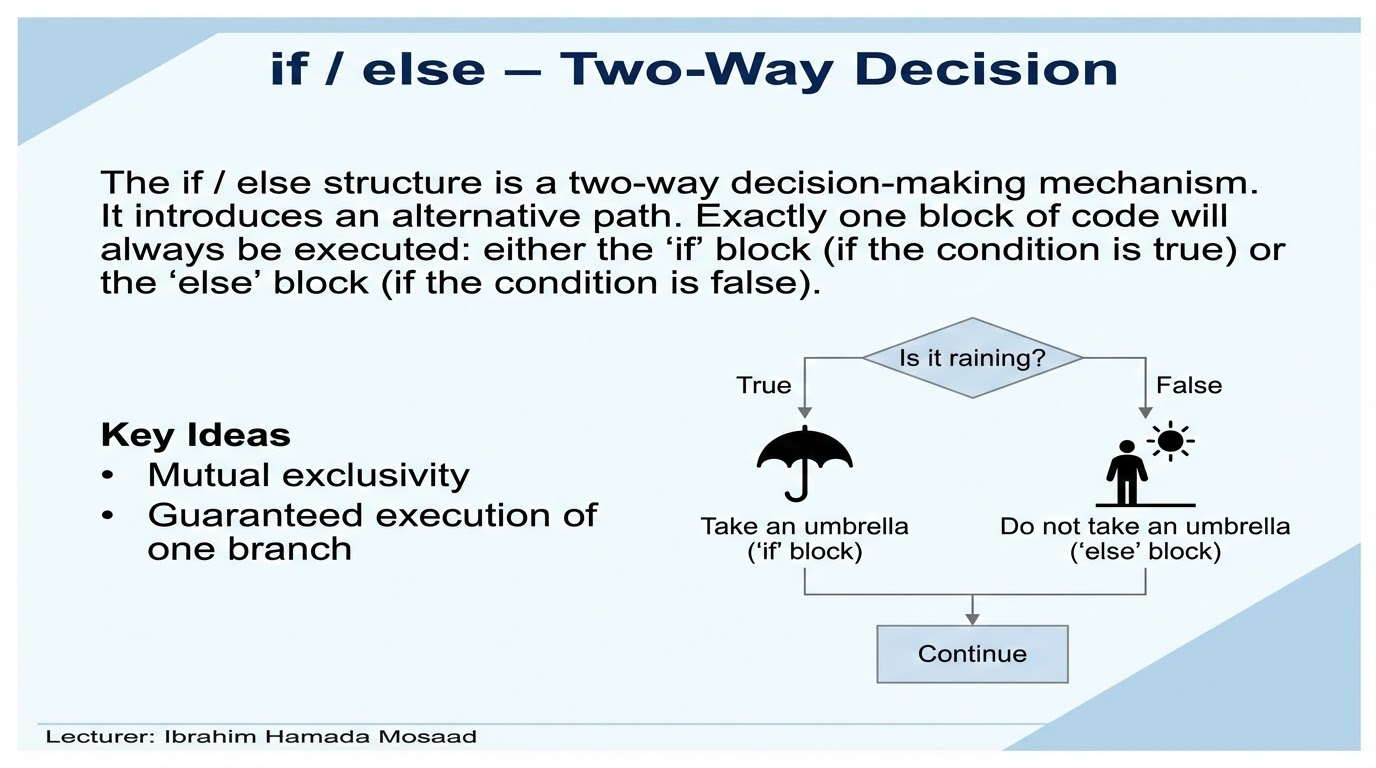 if / else – Two-Way Decision
The if / else structure is a two-way decision-making mechanism.
It introduces an alternative path. Exactly one block of code will
always be executed: either the ‘if’ block (if the condition is true) or
the ‘else’ block (if the condition is false).
Key Ideas
• Mutual exclusivity
• Guaranteed execution of
one branch
Is it raining?
True
False
Take an umbrella
(‘if’ block)
Do not take an umbrella
(‘else’ block)
Continue
Lecturer: Ibrahim Hamada Mosaad